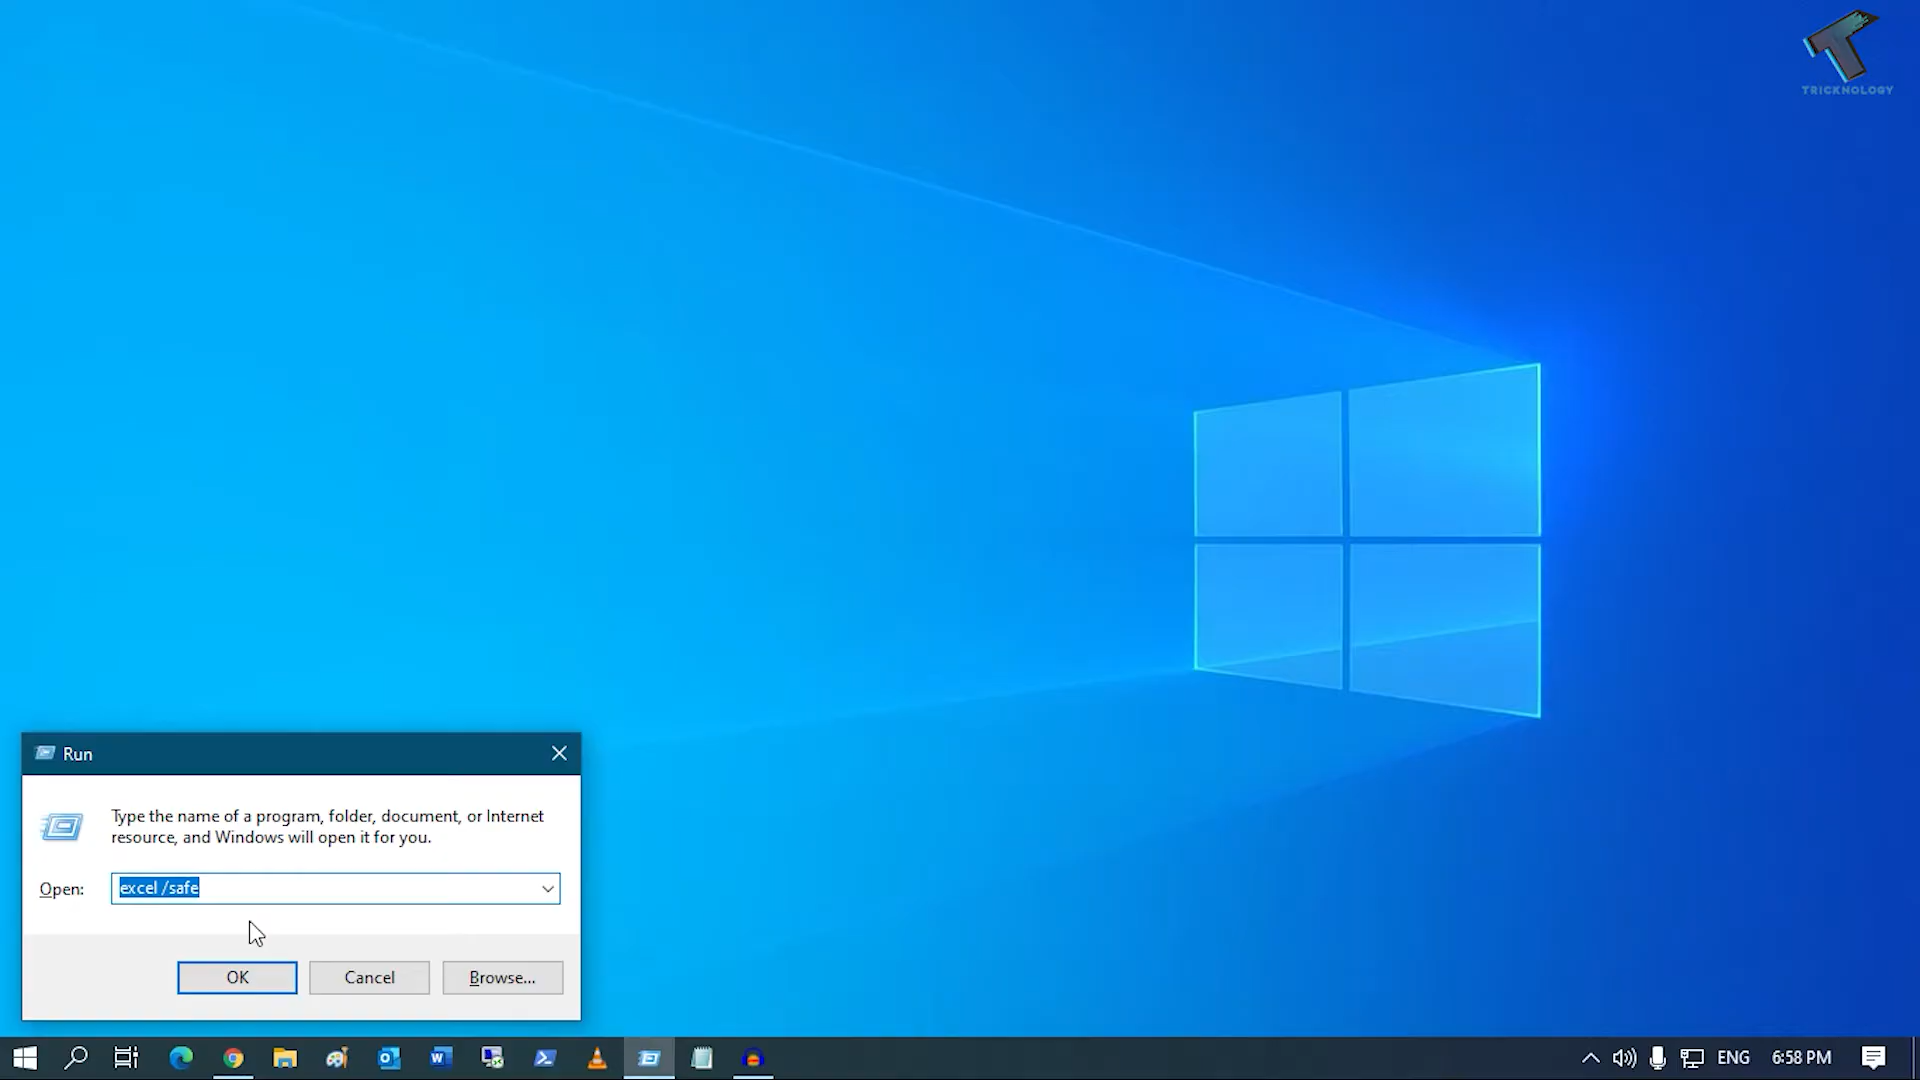 TRICKNOLOGY
Run
Type the name of a program, folder, document, or Internet
resource, and Windows will open it for you.
Open: excel /safe
OK Cancel Browse...
ENG 6:58 PM